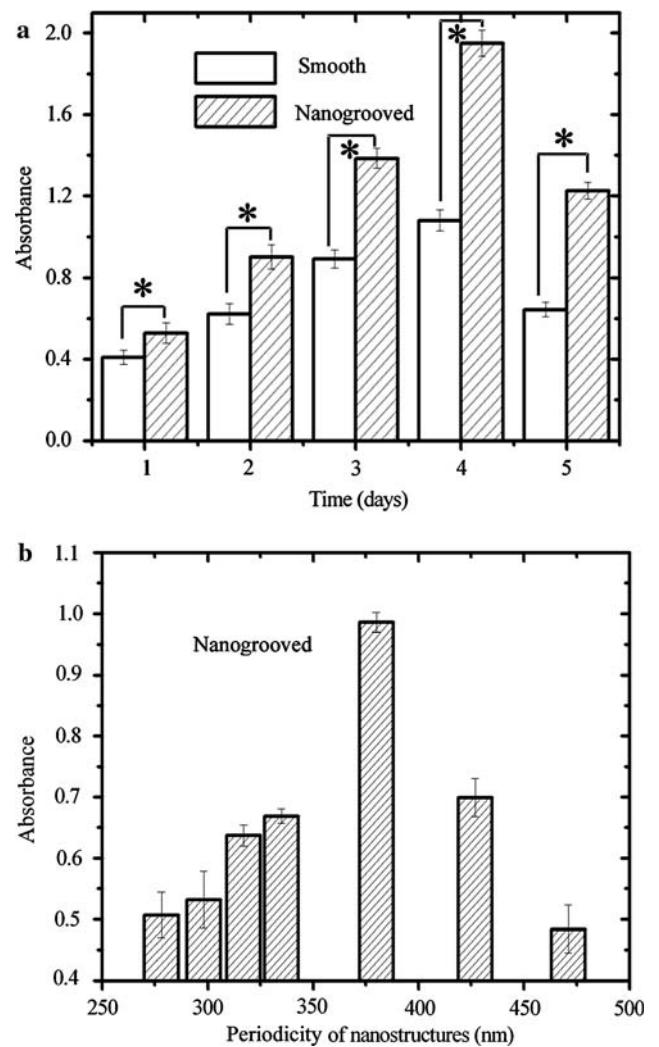 a
2.0
1.6
1.2
0.8
0.4
0.0
Absorbance
Smooth
Nanogrooved
*
*
*
*
*
1 2 3 4 5
Time (days)
b
1.1
1.0
0.9
0.8
0.7
0.6
0.5
0.4
Absorbance
Nanogrooved
250 300 350 400 450 500
Periodicity of nanostructures (nm)